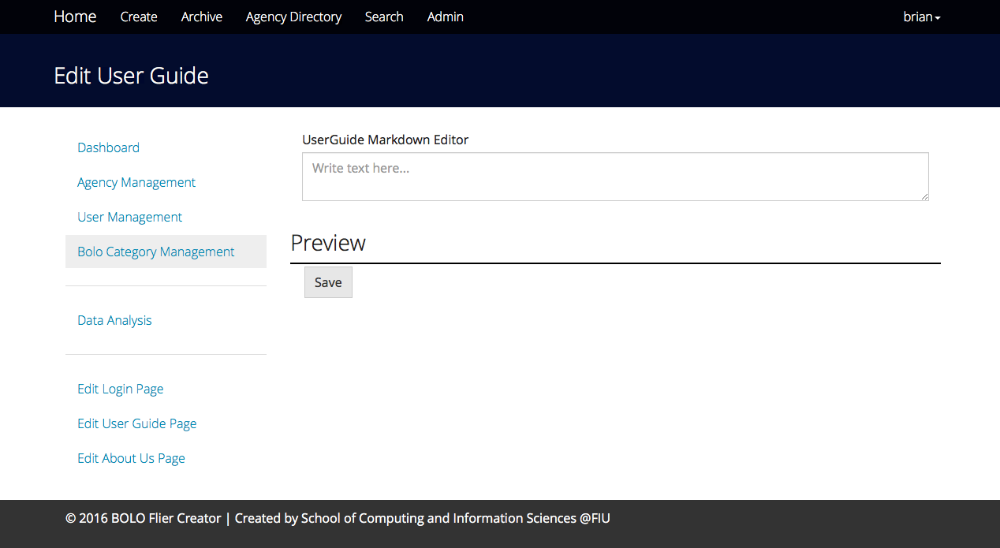 Home Create Archive Agency Directory Search Admin brian
Edit User Guide
Dashboard
Agency Management
User Management
Bolo Category Management
Data Analysis
Edit Login Page
Edit User Guide Page
Edit About Us Page
UserGuide Markdown Editor
Write text here...
Preview
Save
© 2016 BOLO Flier Creator | Created by School of Computing and Information Sciences @FIU